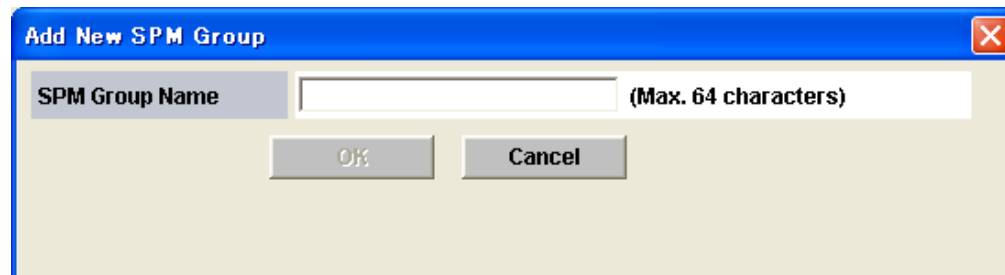 Add New SPM Group
SPM Group Name (Max. 64 characters)
OK Cancel